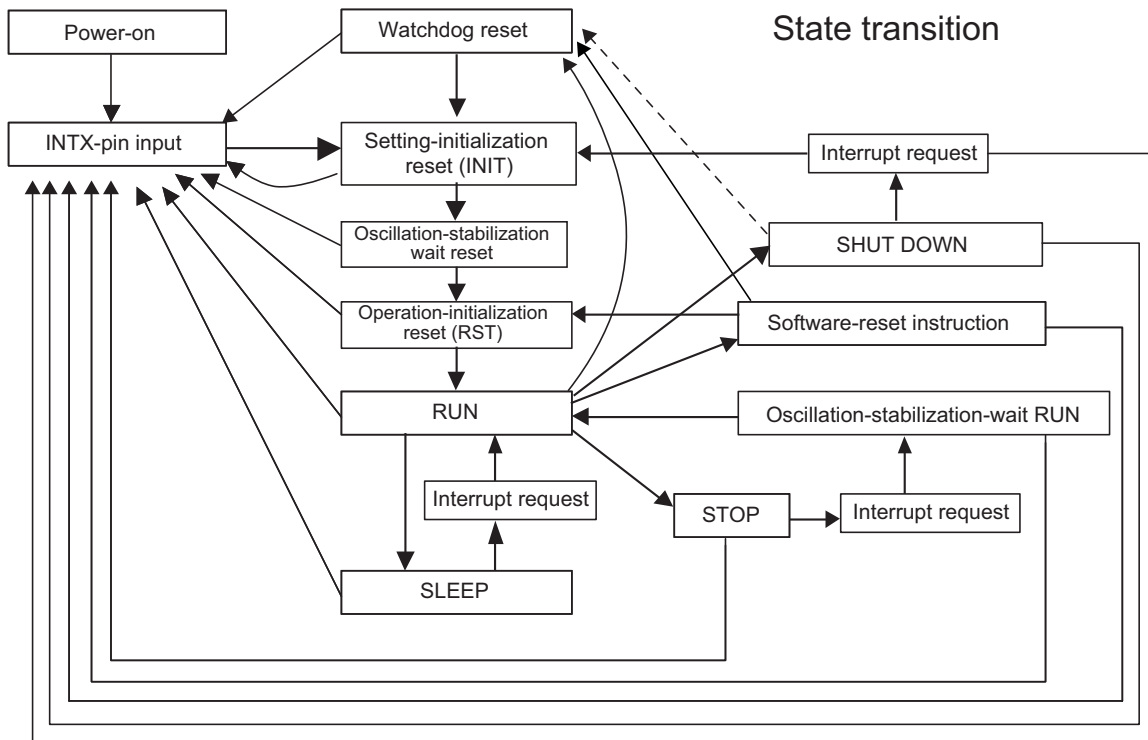 State transition
Power-on
Watchdog reset
INTX-pin input
Setting-initialization
reset (INIT)
Interrupt request
Oscillation-stabilization
wait reset
SHUT DOWN
Operation-initialization
reset (RST)
Software-reset instruction
RUN
Oscillation-stabilization-wait RUN
Interrupt request
STOP
Interrupt request
SLEEP